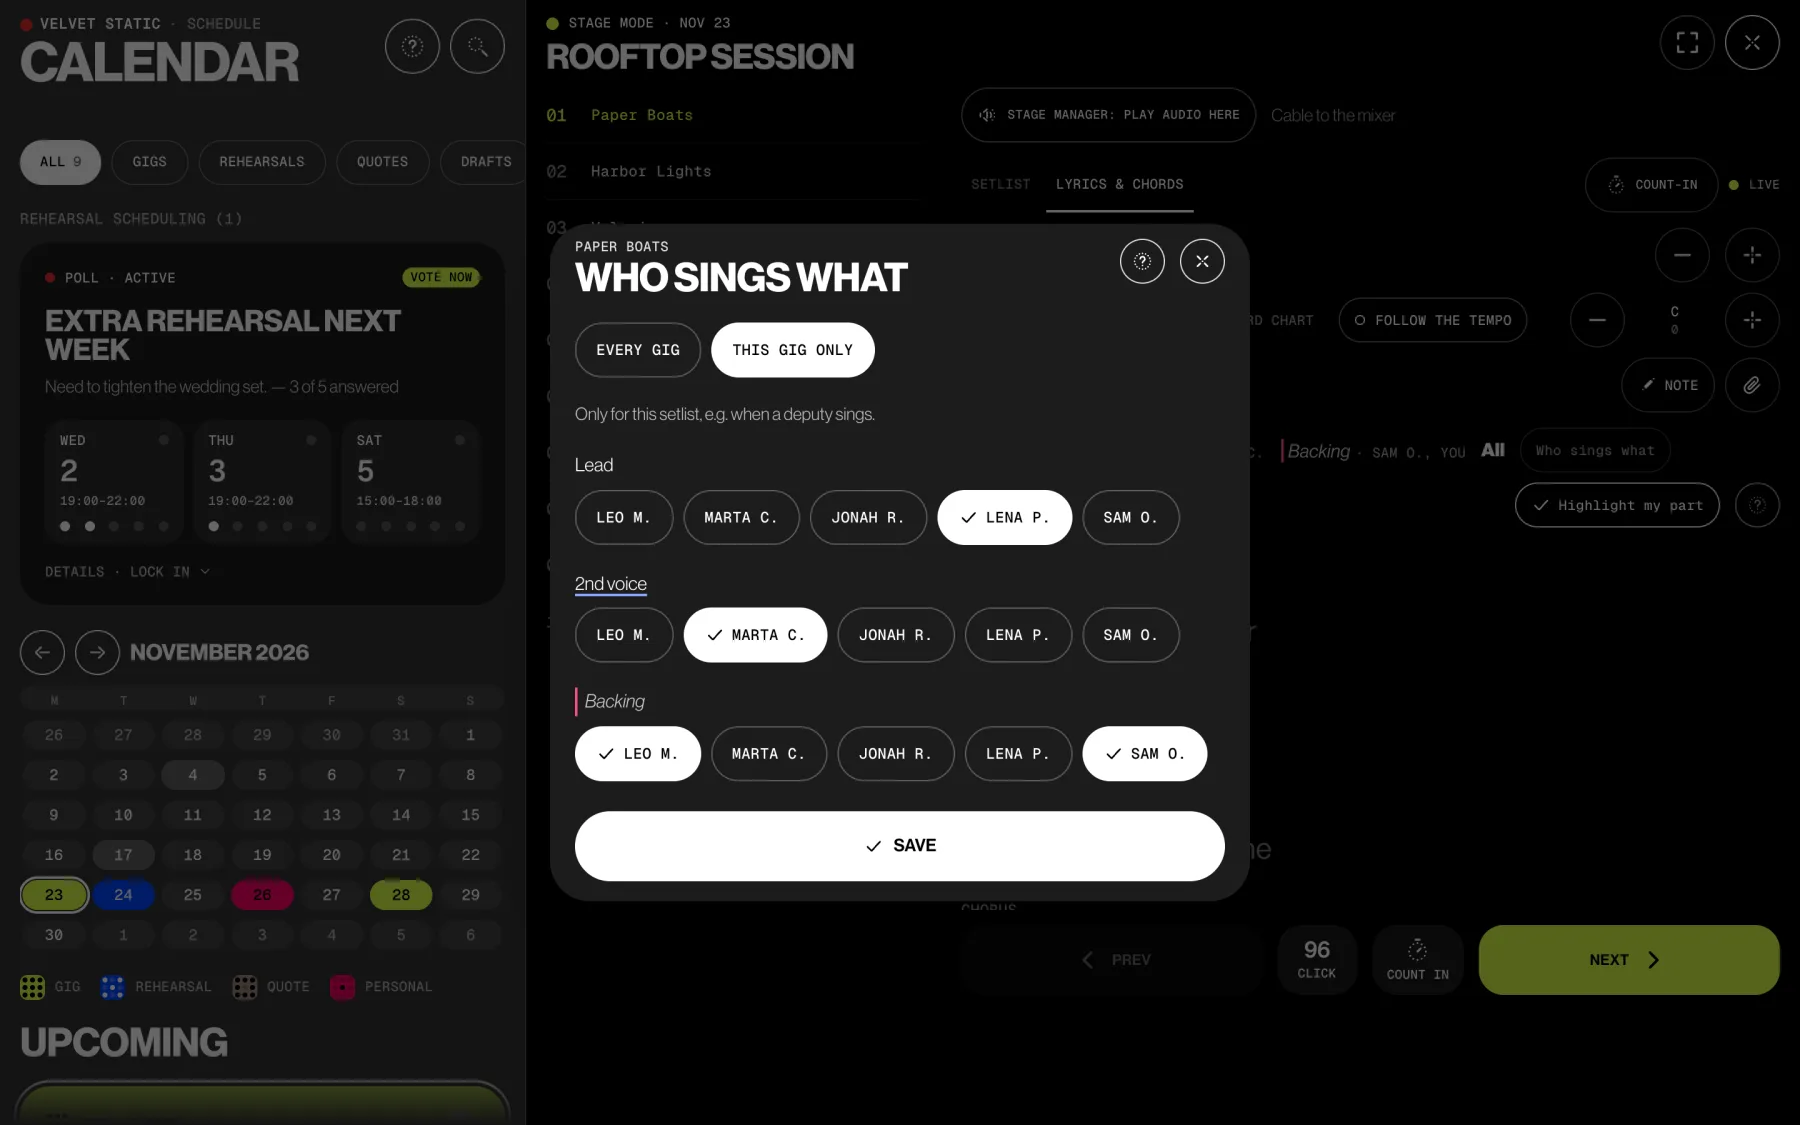 VELVET STATIC · SCHEDULE
CALENDAR
ALL 9
GIGS
REHEARSALS
QUOTES
DRAFTS
REHEARSAL SCHEDULING (1)
POLL · ACTIVE
VOTE NOW
EXTRA REHEARSAL NEXT
WEEK
Need to tighten the wedding set. — 3 of 5 answered
WED
2
19:00–22:00
THU
3
19:00–22:00
SAT
5
15:00–18:00
DETAILS · LOCK IN
NOVEMBER 2026
M T W T F S S
26 27 28 29 30 31 1
2 3 4 5 6 7 8
9 10 11 12 13 14 15
16 17 18 19 20 21 22
23 24 25 26 27 28 29
30 1 2 3 4 5 6
GIG
REHEARSAL
QUOTE
PERSONAL
UPCOMING
STAGE MODE · NOV 23
ROOFTOP SESSION
01 Paper Boats
02 Harbor Lights
03
STAGE MANAGER: PLAY AUDIO HERE
Cable to the mixer
SETLIST
LYRICS & CHORDS
COUNT-IN
LIVE
RD CHART
FOLLOW THE TEMPO
C
0
NOTE
C.
Backing · SAM O., YOU
All
Who sings what
Highlight my part
PAPER BOATS
WHO SINGS WHAT
EVERY GIG
THIS GIG ONLY
Only for this setlist, e.g. when a deputy sings.
Lead
LEO M.
MARTA C.
JONAH R.
LENA P.
SAM O.
2nd voice
LEO M.
MARTA C.
JONAH R.
LENA P.
SAM O.
Backing
LEO M.
MARTA C.
JONAH R.
LENA P.
SAM O.
SAVE
CHORUS
PREV
96
CLICK
COUNT IN
NEXT